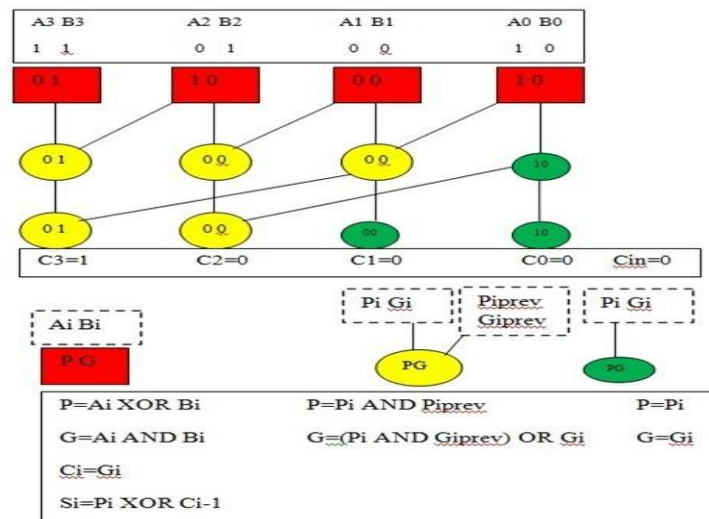 A3 B3 A2 B2 A1 B1 A0 B0
1 1 0 1 0 0 1 0
0 1 1 0 0 0 1 0
0 1 0 0 0 0 10
0 1 0 0 00 10
C3=1 C2=0 C1=0 C0=0 Cin=0
Ai Bi
P G
Pi Gi
Piprev
Giprev
PG
Pi Gi
PG
P=Ai XOR Bi P=Pi AND Piprev P=Pi
G=Ai AND Bi G=(Pi AND Giprev) OR Gi G=Gi
Ci=Gi
Si=Pi XOR Ci-1